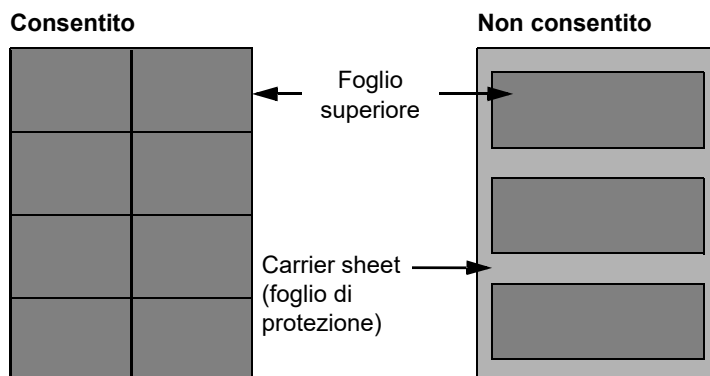 Consentito
Non consentito
Foglio
superiore
Carrier sheet
(foglio di
protezione)